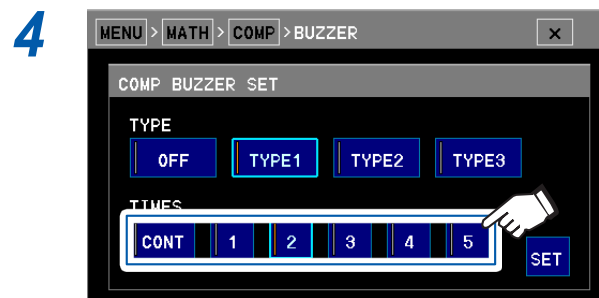 4
MENU > MATH > COMP > BUZZER ×
COMP BUZZER SET
TYPE
OFF TYPE1 TYPE2 TYPE3
TIMES
CONT 1 2 3 4 5
SET